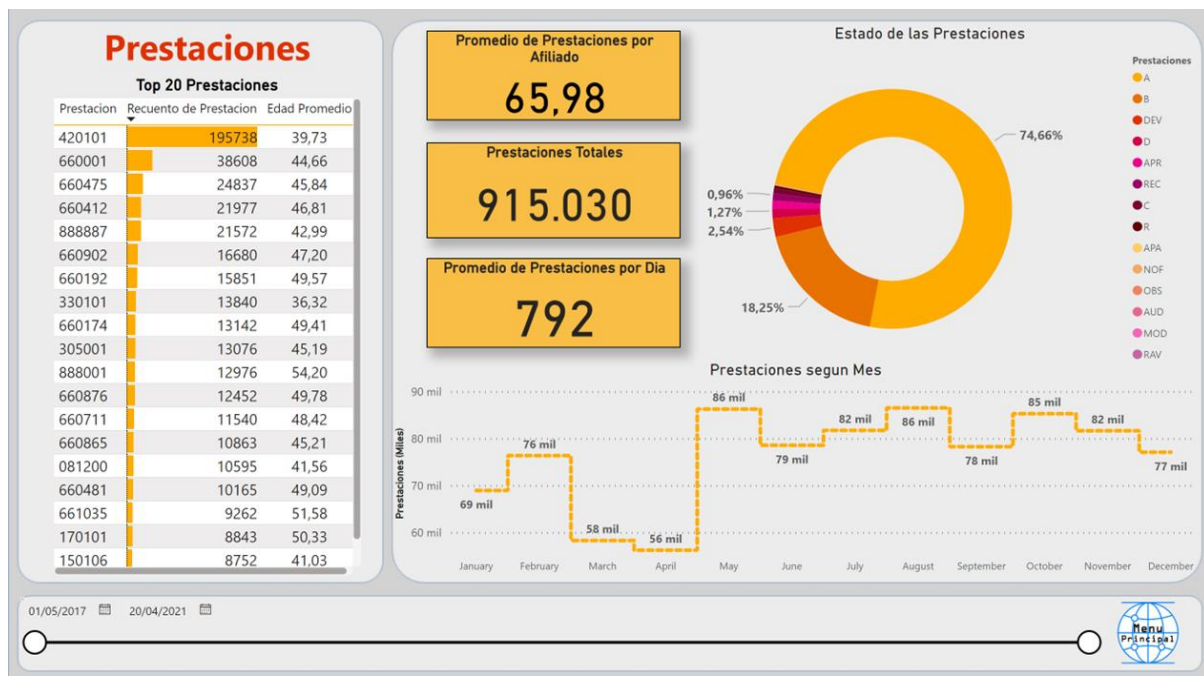 Prestaciones
Top 20 Prestaciones
Prestacion Recuento de Prestacion Edad Promedio
420101 195738 39,73
660001 38608 44,66
660475 24837 45,84
660412 21977 46,81
888887 21572 42,99
660902 16680 47,20
660192 15851 49,57
330101 13840 36,32
660174 13142 49,41
305001 13076 45,19
888001 12976 54,20
660876 12452 49,78
660711 11540 48,42
660865 10863 45,21
081200 10595 41,56
660481 10165 49,09
661035 9262 51,58
170101 8843 50,33
150106 8752 41,03
Promedio de Prestaciones por
Afiliado
65,98
Prestaciones Totales
915.030
Promedio de Prestaciones por Dia
792
Estado de las Prestaciones
74,66%
0,96%
1,27%
2,54%
18,25%
Prestaciones
A
B
DEV
D
APR
REC
C
R
APA
NOF
OBS
AUD
MOD
RAV
Prestaciones segun Mes
Prestaciones (Miles)
90 mil
80 mil
70 mil
60 mil
69 mil
76 mil
58 mil
56 mil
86 mil
79 mil
82 mil
86 mil
78 mil
85 mil
82 mil
77 mil
January February March April May June July August September October November December
01/05/2017 20/04/2021
Menu
Principal